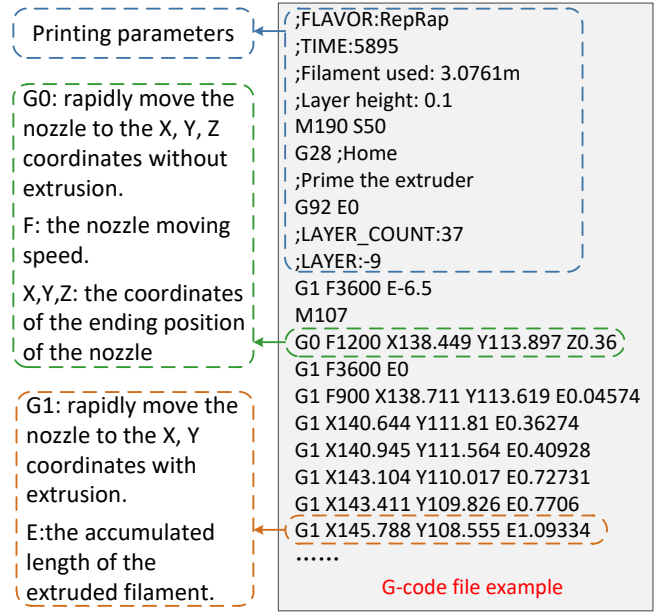 Printing parameters
G0: rapidly move the
nozzle to the X, Y, Z
coordinates without
extrusion.
F: the nozzle moving
speed.
X,Y,Z: the coordinates
of the ending position
of the nozzle
G1: rapidly move the
nozzle to the X, Y
coordinates with
extrusion.
E:the accumulated
length of the
extruded filament.
;FLAVOR:RepRap
;TIME:5895
;Filament used: 3.0761m
;Layer height: 0.1
M190 S50
G28 ;Home
;Prime the extruder
G92 E0
;LAYER_COUNT:37
;LAYER:-9
G1 F3600 E-6.5
M107
G0 F1200 X138.449 Y113.897 Z0.36
G1 F3600 E0
G1 F900 X138.711 Y113.619 E0.04574
G1 X140.644 Y111.81 E0.36274
G1 X140.945 Y111.564 E0.40928
G1 X143.104 Y110.017 E0.72731
G1 X143.411 Y109.826 E0.7706
G1 X145.788 Y108.555 E1.09334
......
G-code file example